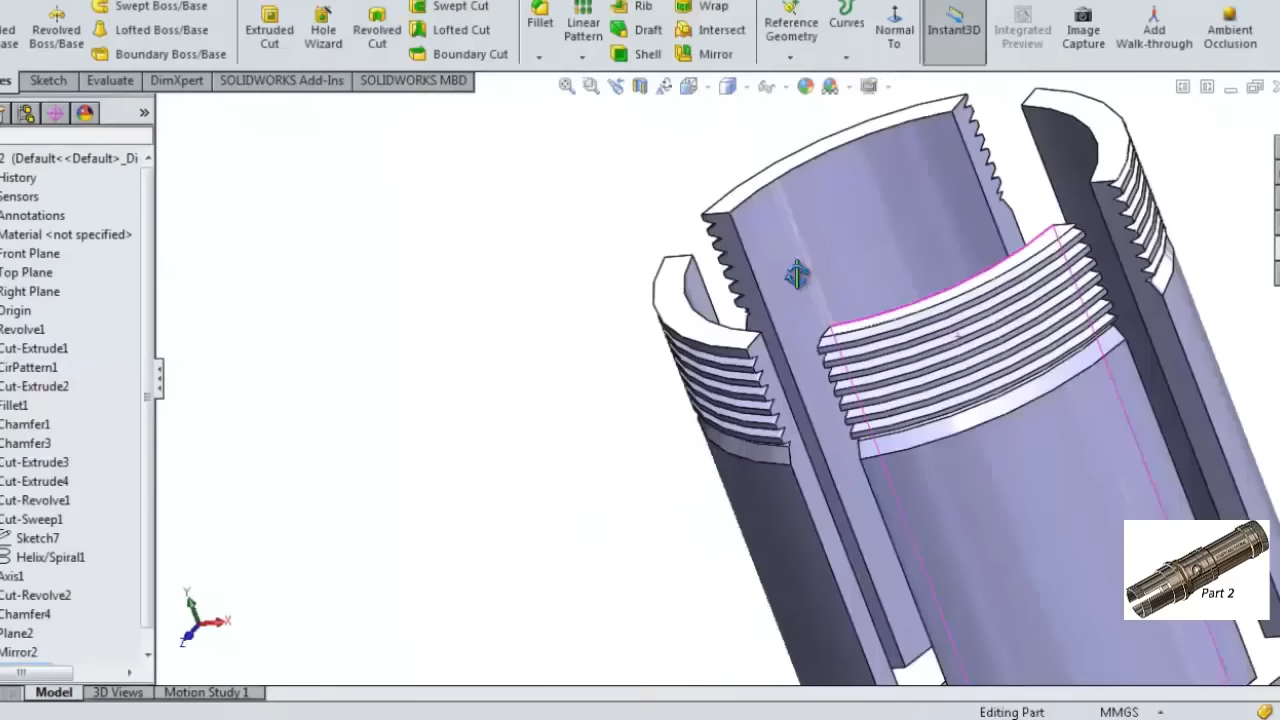 Swept Boss/Base
Swept Cut
Rib
Wrap
Revolved Boss/Base
Lofted Boss/Base
Extruded Cut
Hole Wizard
Revolved Cut
Lofted Cut
Fillet
Linear Pattern
Draft
Intersect
Reference Geometry
Curves
Normal To
Instant3D
Integrated Preview
Image Capture
Add Walk-through
Ambient Occlusion
Boundary Boss/Base
Boundary Cut
Shell
Mirror
Sketch
Evaluate
DimXpert
SOLIDWORKS Add-Ins
SOLIDWORKS MBD
2 (Default<<Default>_Di
History
Sensors
Annotations
Material <not specified>
Front Plane
Top Plane
Right Plane
Origin
Revolve1
Cut-Extrude1
CirPattern1
Cut-Extrude2
Fillet1
Chamfer1
Chamfer3
Cut-Extrude3
Cut-Extrude4
Cut-Revolve1
Cut-Sweep1
Sketch7
Helix/Spiral1
Axis1
Cut-Revolve2
Chamfer4
Plane2
Mirror2
Y
X
Z
Part 2
Model
3D Views
Motion Study 1
Editing Part
MMGS